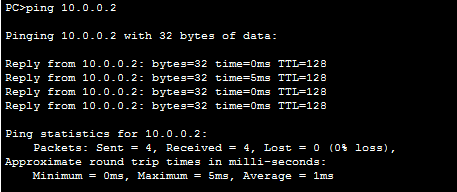 PC>ping 10.0.0.2
Pinging 10.0.0.2 with 32 bytes of data:
Reply from 10.0.0.2: bytes=32 time=0ms TTL=128
Reply from 10.0.0.2: bytes=32 time=5ms TTL=128
Reply from 10.0.0.2: bytes=32 time=0ms TTL=128
Reply from 10.0.0.2: bytes=32 time=0ms TTL=128
Ping statistics for 10.0.0.2:
Packets: Sent = 4, Received = 4, Lost = 0 (0% loss),
Approximate round trip times in milli-seconds:
Minimum = 0ms, Maximum = 5ms, Average = 1ms